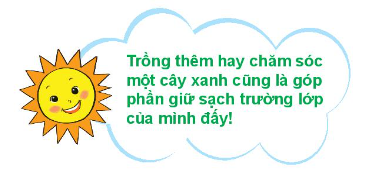 Trồng thêm hay chăm sóc
một cây xanh cũng là góp
phần giữ sạch trường lớp
của mình đấy!